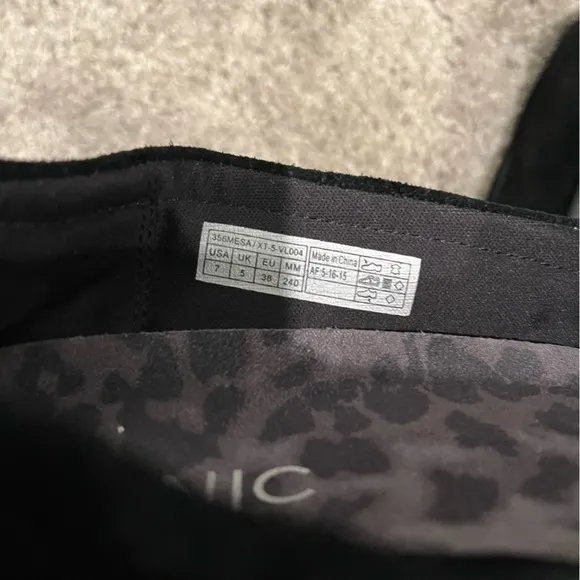 356MESA / XT-5-VL004
USA UK EU MM
7 5 38 240
Made in China
AF 5-16-15
IIC